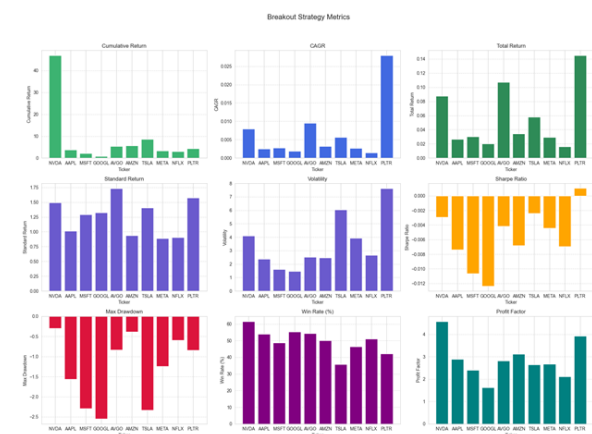 Breakout Strategy Metrics
Cumulative Return
CAGR
Total Return
Cumulative Return
40
30
20
10
0
NVDA AAPL MSFT GOOGL AVGO AMZN TSLA META NFLX PLTR
Ticker
CAGR
0.025
0.020
0.015
0.010
0.005
0.000
NVDA AAPL MSFT GOOGL AVGO AMZN TSLA META NFLX PLTR
Ticker
Total Return
0.14
0.12
0.10
0.08
0.06
0.04
0.02
0.00
NVDA AAPL MSFT GOOGL AVGO AMZN TSLA META NFLX PLTR
Ticker
Standard Return
Volatility
Sharpe Ratio
Standard Return
1.75
1.50
1.25
1.00
0.75
0.50
0.25
0.00
NVDA AAPL MSFT GOOGL AVGO AMZN TSLA META NFLX PLTR
Ticker
Volatility
8
7
6
5
4
3
2
1
0
NVDA AAPL MSFT GOOGL AVGO AMZN TSLA META NFLX PLTR
Ticker
Sharpe Ratio
0.000
−0.002
−0.004
−0.006
−0.008
−0.010
−0.012
NVDA AAPL MSFT GOOGL AVGO AMZN TSLA META NFLX PLTR
Ticker
Max Drawdown
Win Rate (%)
Profit Factor
Max Drawdown
0.0
−0.5
−1.0
−1.5
−2.0
−2.5
NVDA AAPL MSFT GOOGL AVGO AMZN TSLA META NFLX PLTR
Win Rate (%)
60
50
40
30
20
10
0
NVDA AAPL MSFT GOOGL AVGO AMZN TSLA META NFLX PLTR
Profit Factor
4
3
2
1
0
NVDA AAPL MSFT GOOGL AVGO AMZN TSLA META NFLX PLTR